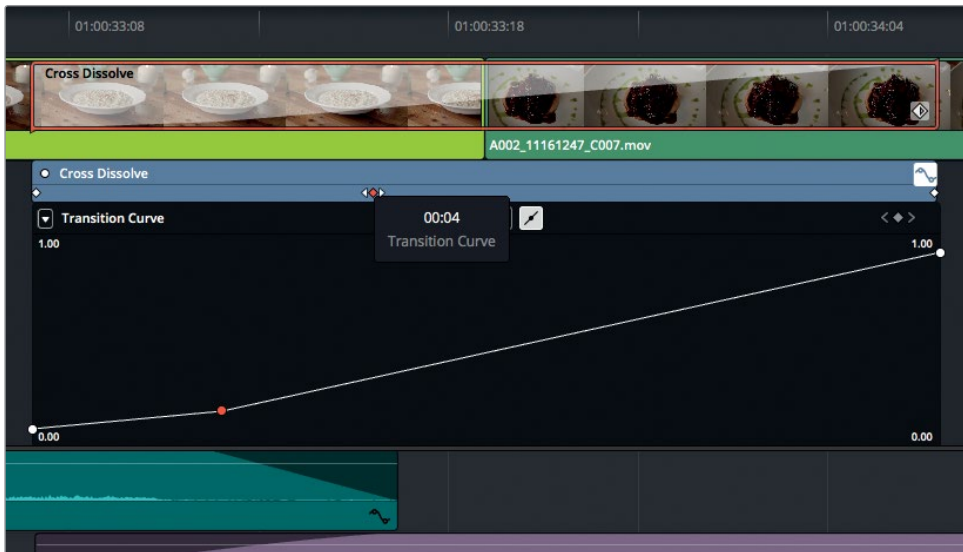 01:00:33:08
01:00:33:18
01:00:34:04
Cross Dissolve
A002_11161247_C007.mov
Cross Dissolve
00:04
Transition Curve
Transition Curve
1.00
1.00
0.00
0.00